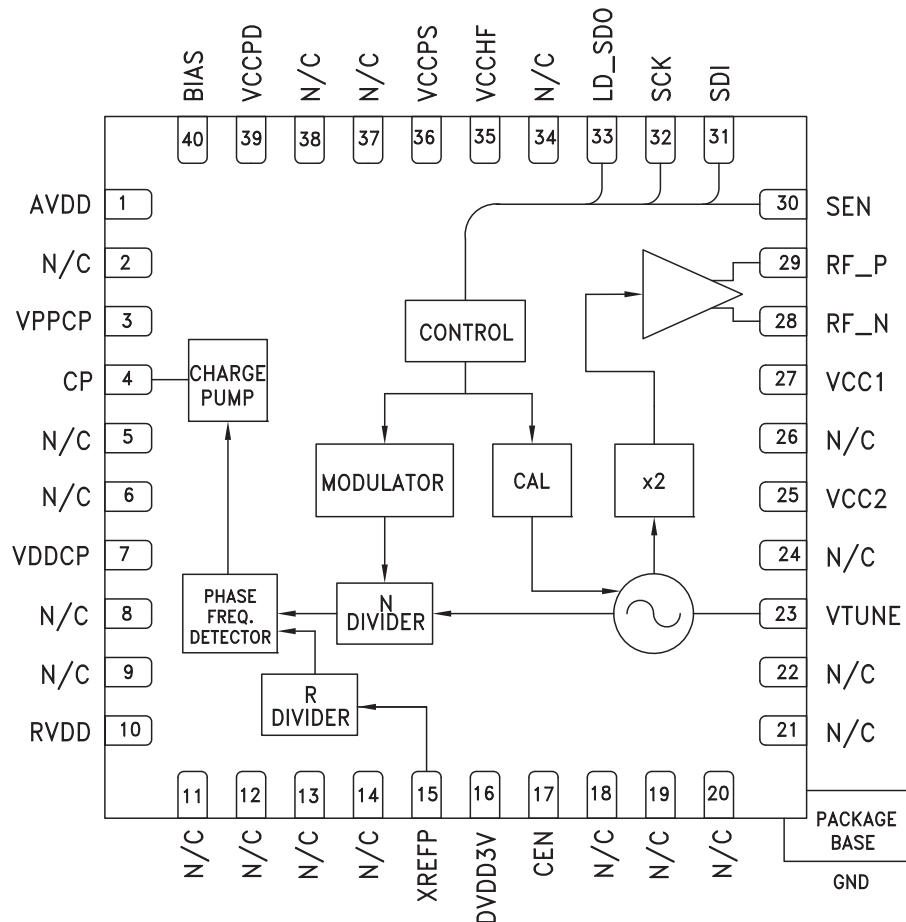 BIAS
VCCPD
N/C
N/C
VCCPS
VCCHF
N/C
LD_SDO
SCK
SDI
40
39
38
37
36
35
34
33
32
31
AVDD
1
30
SEN
N/C
2
29
RF_P
VPPCP
3
28
RF_N
CONTROL
CP
4
CHARGE
PUMP
27
VCC1
N/C
5
26
N/C
MODULATOR
CAL
x2
N/C
6
25
VCC2
VDDCP
7
24
N/C
N/C
8
PHASE
FREQ.
DETECTOR
N
DIVIDER
23
VTUNE
N/C
9
22
N/C
R
DIVIDER
RVDD
10
21
N/C
11
12
13
14
15
16
17
18
19
20
N/C
N/C
N/C
N/C
XREFP
DVDD3V
CEN
N/C
N/C
N/C
PACKAGE
BASE
GND